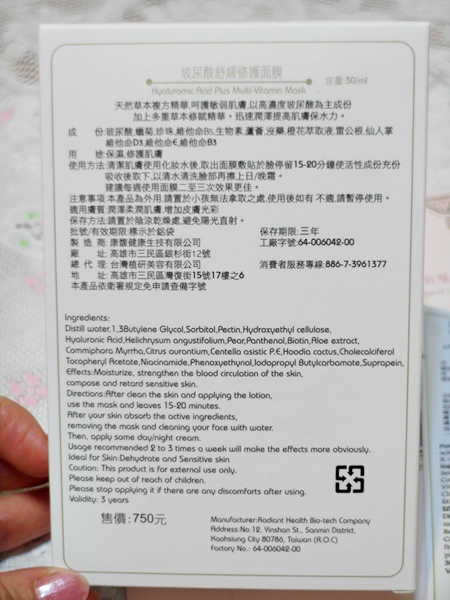 玻尿酸舒緩修護面膜
Hyaluromic Acid Plus Multi-Vitamin Mask
容量 30/ml
天然草本複方精華,呵護敏弱肌膚,以高濃度玻尿酸為主成份
加上多重草本修賦精華。迅速潤澤提高肌膚保水力。
成 份:玻尿酸,蠟菊,珍珠,維他命B5,生物素,蘆薈,沒藥,橙花萃取液,雷公根,仙人掌
維他命D3,維他命E,維他命B3
用 途:保濕,修護肌膚
使用方法:清潔肌膚使用化妝水後,取出面膜敷貼於臉停留15-20分鐘使活性成份充份
吸收後取下,以清水清洗臉部再擦上日/晚霜。
建議每週使用面膜二至三次效果更佳。
注意事項:本產品為外用,請置於小孩無法拿取之處,使用後如有 不適,請暫停使用。
適用膚質:潤澤柔潤肌膚,增加皮膚光彩
保存方法:請置於陰涼乾燥處,避免陽光直射。
批號/有效期限:標示於鋁袋 保存期限:三年
製 造 商:康馥健康生技有限公司 工廠字號:64-006042-00
廠 址:高雄市三民區銀杉街12號
總 代 理:台灣植研美容有限公司 消費者服務專線:886-7-3961377
地 址:高雄市三民區灣復街15號17樓之6
本產品依衛署規定免申請查備字號
Ingredients:
Distill water,1,3Butylene Glycol,Sorbitol,Pectin,Hydroxyethyl cellulose,
Hyaluronic Acid,Helichrysum angustifolium,Pear,Panthenol,Biotin,Aloe extract,
Commiphora Myrrha,Citrus aurantium,Centella asistic P.E,Hoodia cactus,Cholecalciferol
Tocapheryl Acetate,Niacinamide,Phenoxyethynol,Iodopropyl Butylcarbamate,Suprapein,
Effects:Moisturize, strengthen the blood circulation of the skin,
compose and retard sensitive skin.
Directions:After clean the skin and applying the lotion,
use the mask and leaves 15-20 minutes.
After your skin absorb the active ingredients,
removing the mask and cleaning your face with water.
Then, apply some day/night cream.
Usage recommended 2 to 3 times a week will make the effects more obviously.
Ideal for Skin:Dehydrate and Sensitive skin
Caution: This product is for external use only.
Please keep out of reach of children.
Please stop applying it if there are any discomforts after using.
Validity: 3 years
售價:750元
Manufacturer:Radiant Health Bio-tech Company
Address:No.12, Yinshan St., Sanmin District,
Kaohsiung City 80786, Taiwan (R.O.C)
Factory No.: 64-006042-00